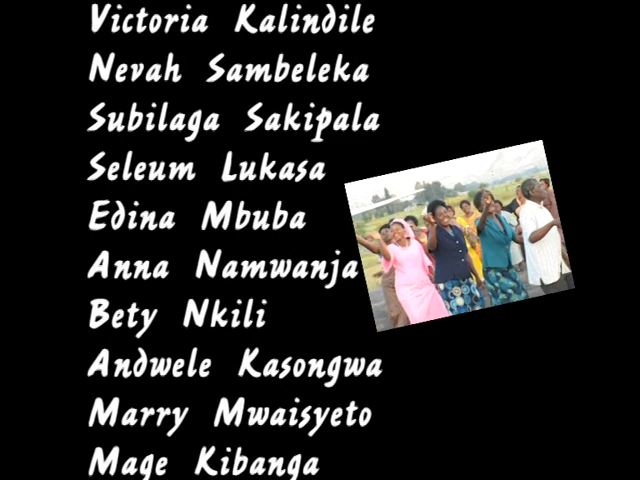 Victoria Kalindile
Nevah Sambeleka
Subilaga Sakipala
Seleum Lukasa
Edina Mbuba
Anna Namwanja
Bety Nkili
Andwele Kasongwa
Marry Mwaisyeto
Mage Kibanga